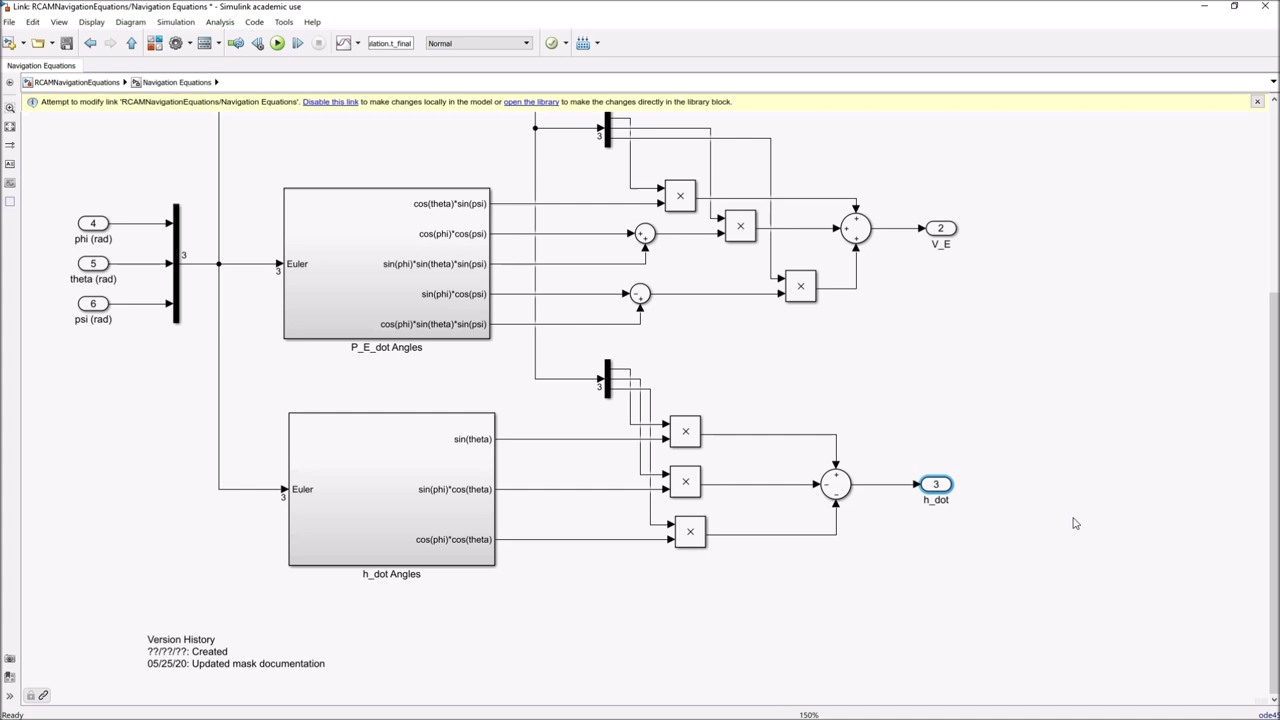 Link: RCAMNavigationEquations/Navigation Equations * - Simulink academic use
File Edit View Display Diagram Simulation Analysis Code Tools Help
lation.t_final
Normal
Navigation Equations
RCAMNavigationEquations
Navigation Equations
Attempt to modify link 'RCAMNavigationEquations/Navigation Equations'. Disable this link to make changes locally in the model or open the library to make the changes directly in the library block.
3
cos(theta)*sin(psi)
4
phi (rad)
cos(phi)*cos(psi)
2
V_E
5
theta (rad)
3
3
Euler
sin(phi)*sin(theta)*sin(psi)
6
psi (rad)
sin(phi)*cos(psi)
cos(phi)*sin(theta)*sin(psi)
P_E_dot Angles
3
sin(theta)
3
Euler
sin(phi)*cos(theta)
3
h_dot
cos(phi)*cos(theta)
h_dot Angles
Version History
??/??/??: Created
05/25/20: Updated mask documentation
Ready
150%
ode45